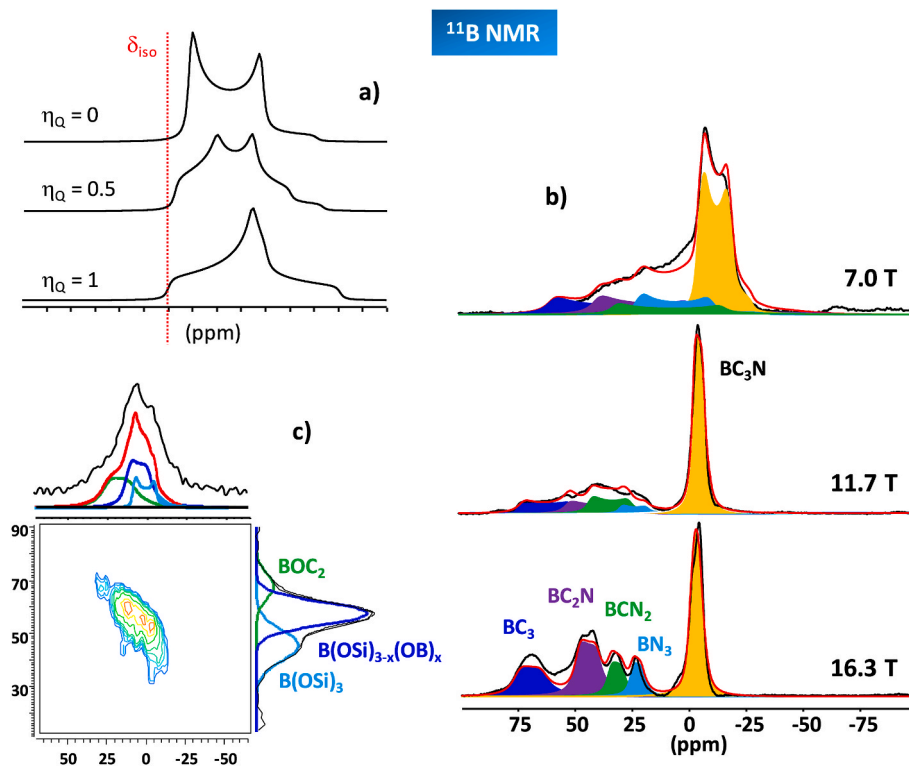 ¹¹B NMR
δiso
a)
ηQ = 0
ηQ = 0.5
ηQ = 1
(ppm)
b)
7.0 T
BC₃N
11.7 T
BC₃
BC₂N
BCN₂
BN₃
16.3 T
75 50 25 0 -25 -50 -75
(ppm)
c)
90
70
50
30
BOC₂
B(OSi)₃₋ₓ(OB)ₓ
B(OSi)₃
50 25 0 -25 -50